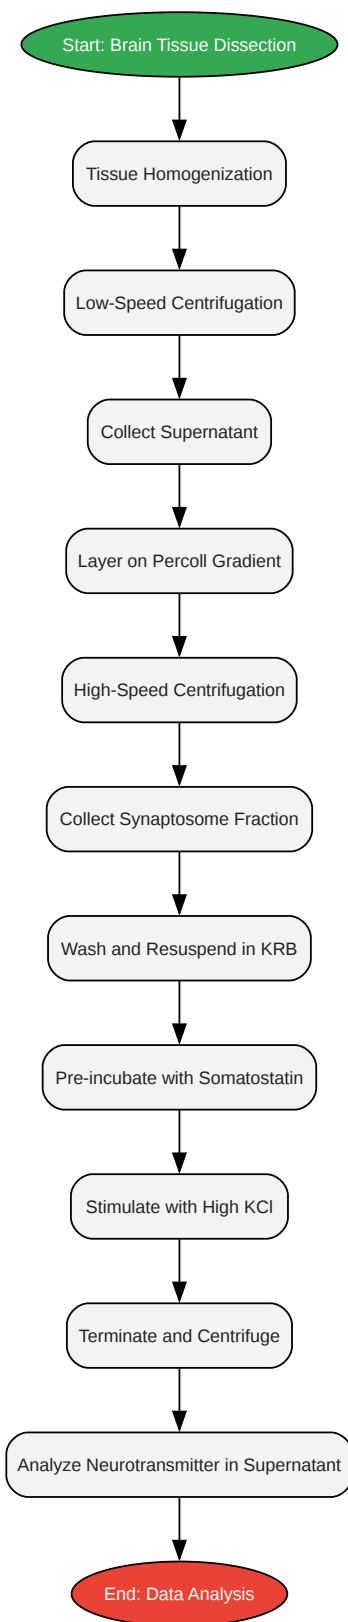 Start: Brain Tissue Dissection
Tissue Homogenization
Low-Speed Centrifugation
Collect Supernatant
Layer on Percoll Gradient
High-Speed Centrifugation
Collect Synaptosome Fraction
Wash and Resuspend in KRB
Pre-incubate with Somatostatin
Stimulate with High KCl
Terminate and Centrifuge
Analyze Neurotransmitter in Supernatant
End: Data Analysis